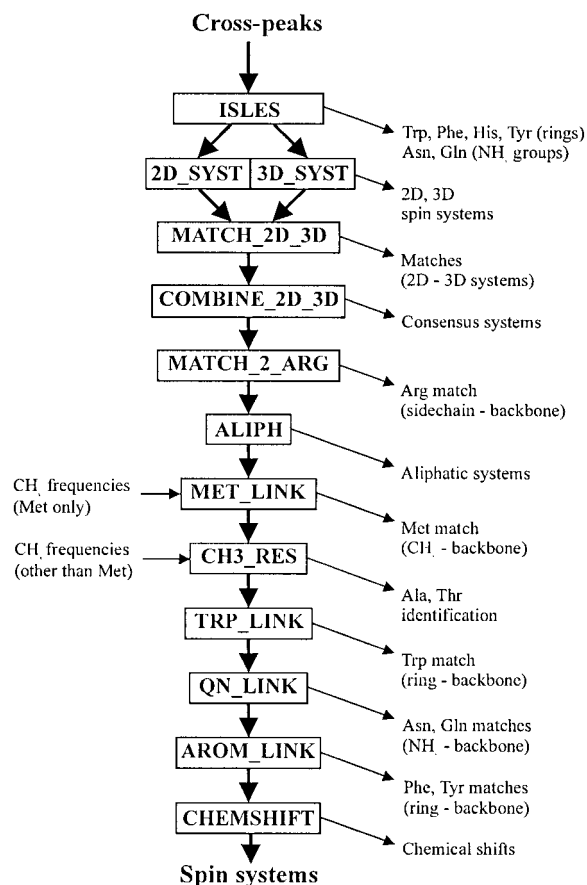 Cross-peaks
ISLES
Trp, Phe, His, Tyr (rings)
Asn, Gln (NH. groups)
2D_SYST 3D_SYST
2D, 3D
spin systems
MATCH_2D_3D
Matches
(2D - 3D systems)
COMBINE_2D_3D
Consensus systems
MATCH_2_ARG
Arg match
(sidechain - backbone)
ALIPH
Aliphatic systems
CH. frequencies
(Met only)
MET_LINK
Met match
(CH. - backbone)
CH. frequencies
(other than Met)
CH3_RES
Ala, Thr
identification
TRP_LINK
Trp match
(ring - backbone)
QN_LINK
Asn, Gln matches
(NH. - backbone)
AROM_LINK
Phe, Tyr matches
(ring - backbone)
CHEMSHIFT
Chemical shifts
Spin systems